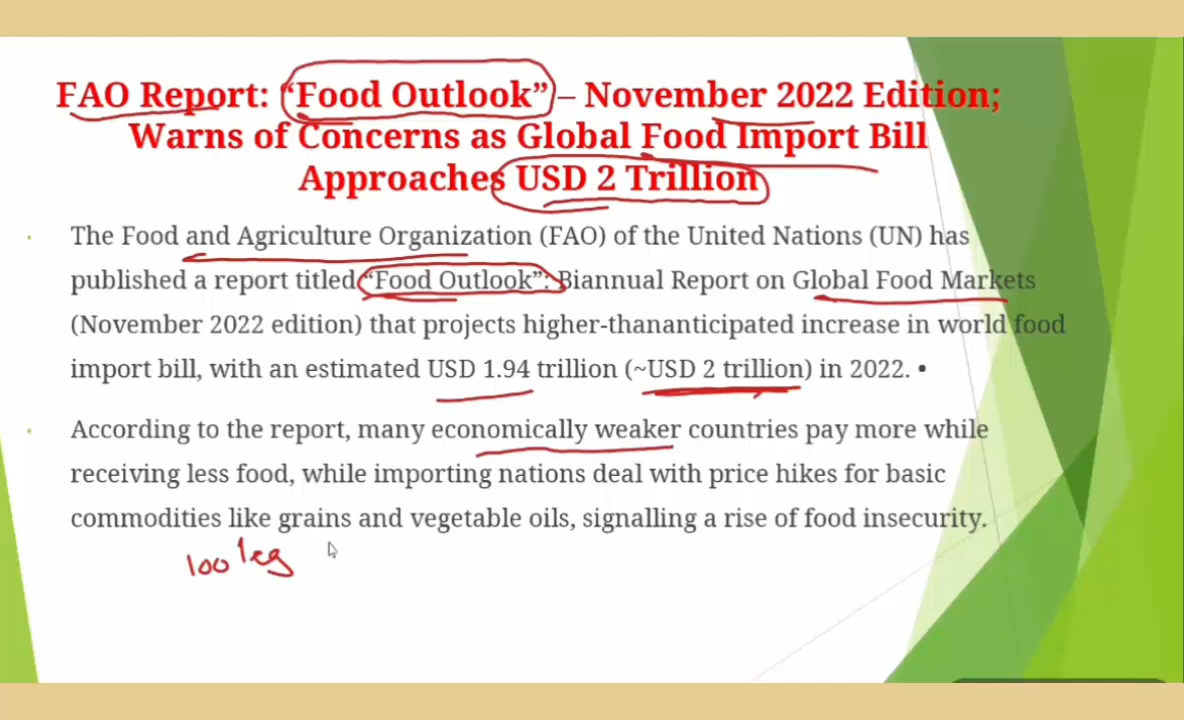 FAO Report: “Food Outlook” – November 2022 Edition;
Warns of Concerns as Global Food Import Bill
Approaches USD 2 Trillion
• The Food and Agriculture Organization (FAO) of the United Nations (UN) has
published a report titled “Food Outlook”: Biannual Report on Global Food Markets
(November 2022 edition) that projects higher-thananticipated increase in world food
import bill, with an estimated USD 1.94 trillion (~USD 2 trillion) in 2022. •
• According to the report, many economically weaker countries pay more while
receiving less food, while importing nations deal with price hikes for basic
commodities like grains and vegetable oils, signalling a rise of food insecurity.
100 kg